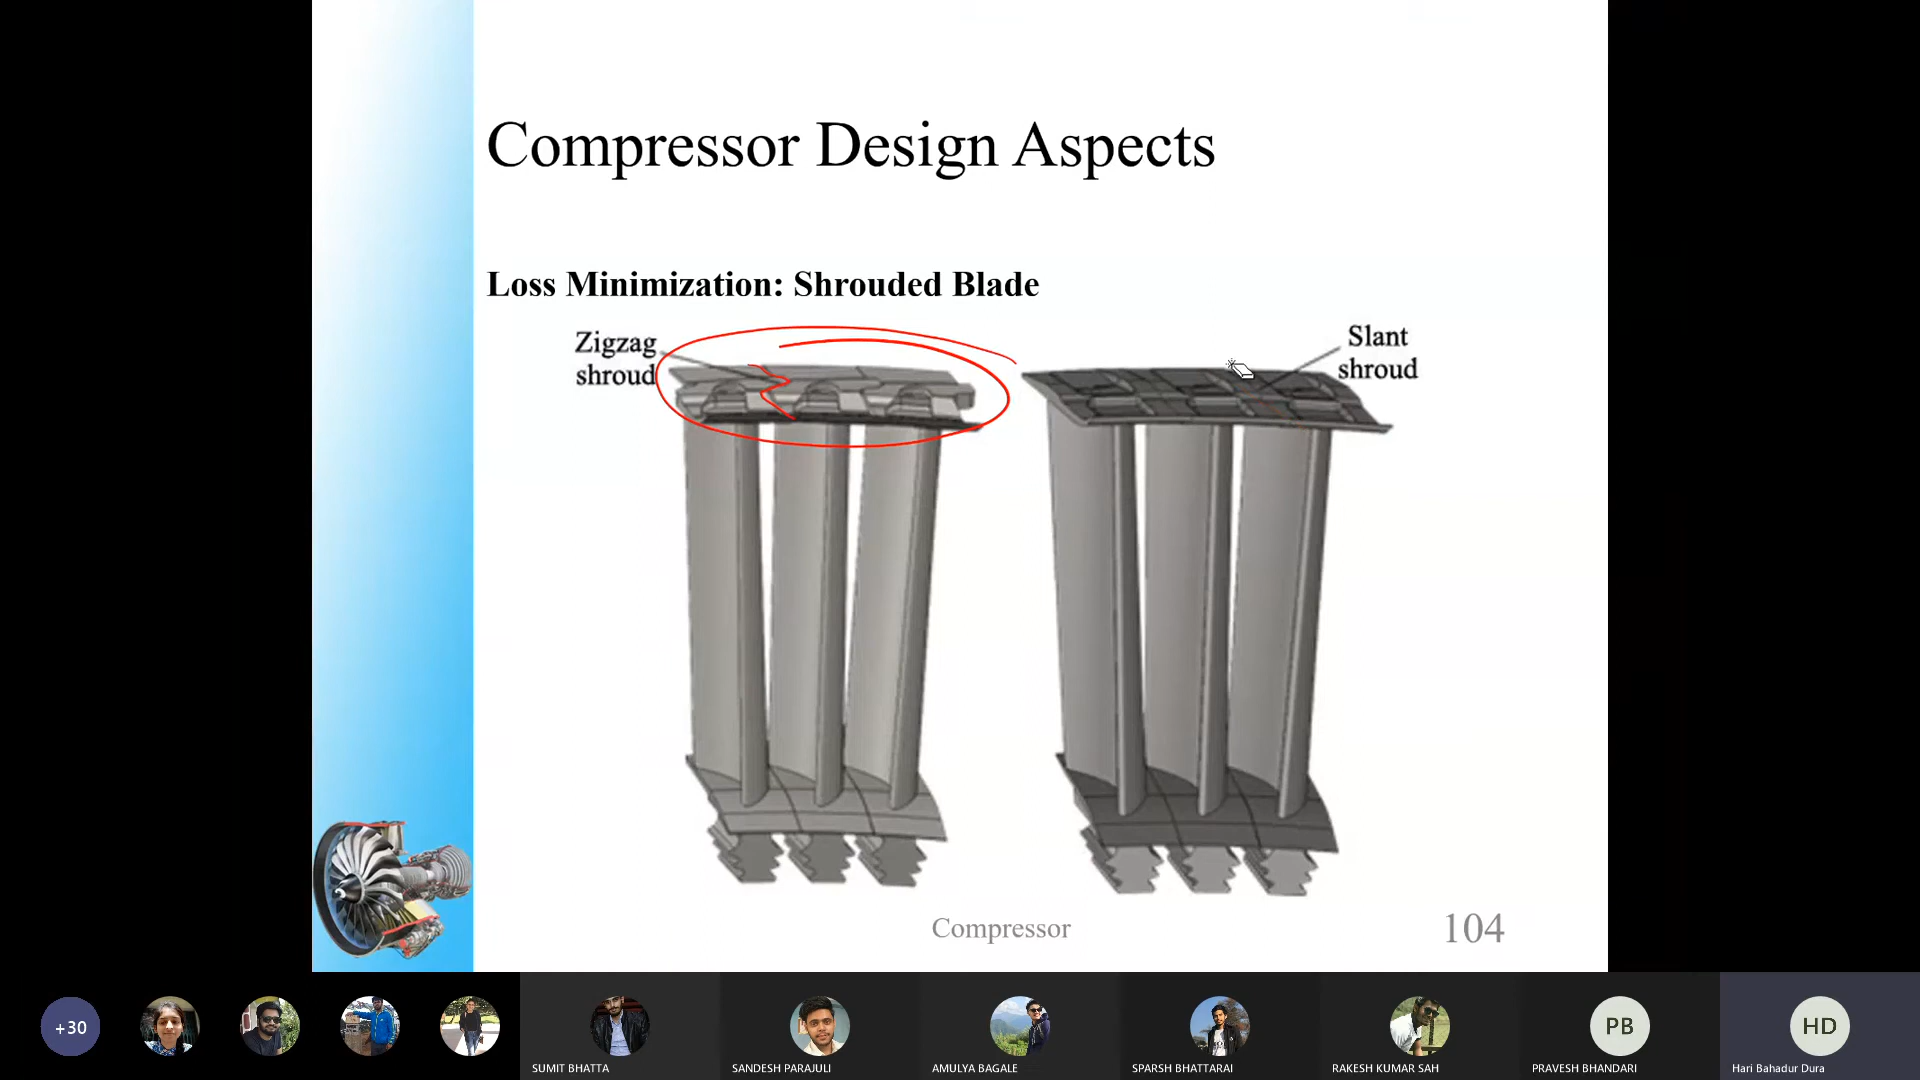 Compressor Design Aspects
Loss Minimization: Shrouded Blade
Zigzag
shroud
Slant
shroud
Compressor
104
+30
SUMIT BHATTA
SANDESH PARAJULI
AMULYA BAGALE
SPARSH BHATTARAI
RAKESH KUMAR SAH
PB
PRAVESH BHANDARI
HD
Hari Bahadur Dura